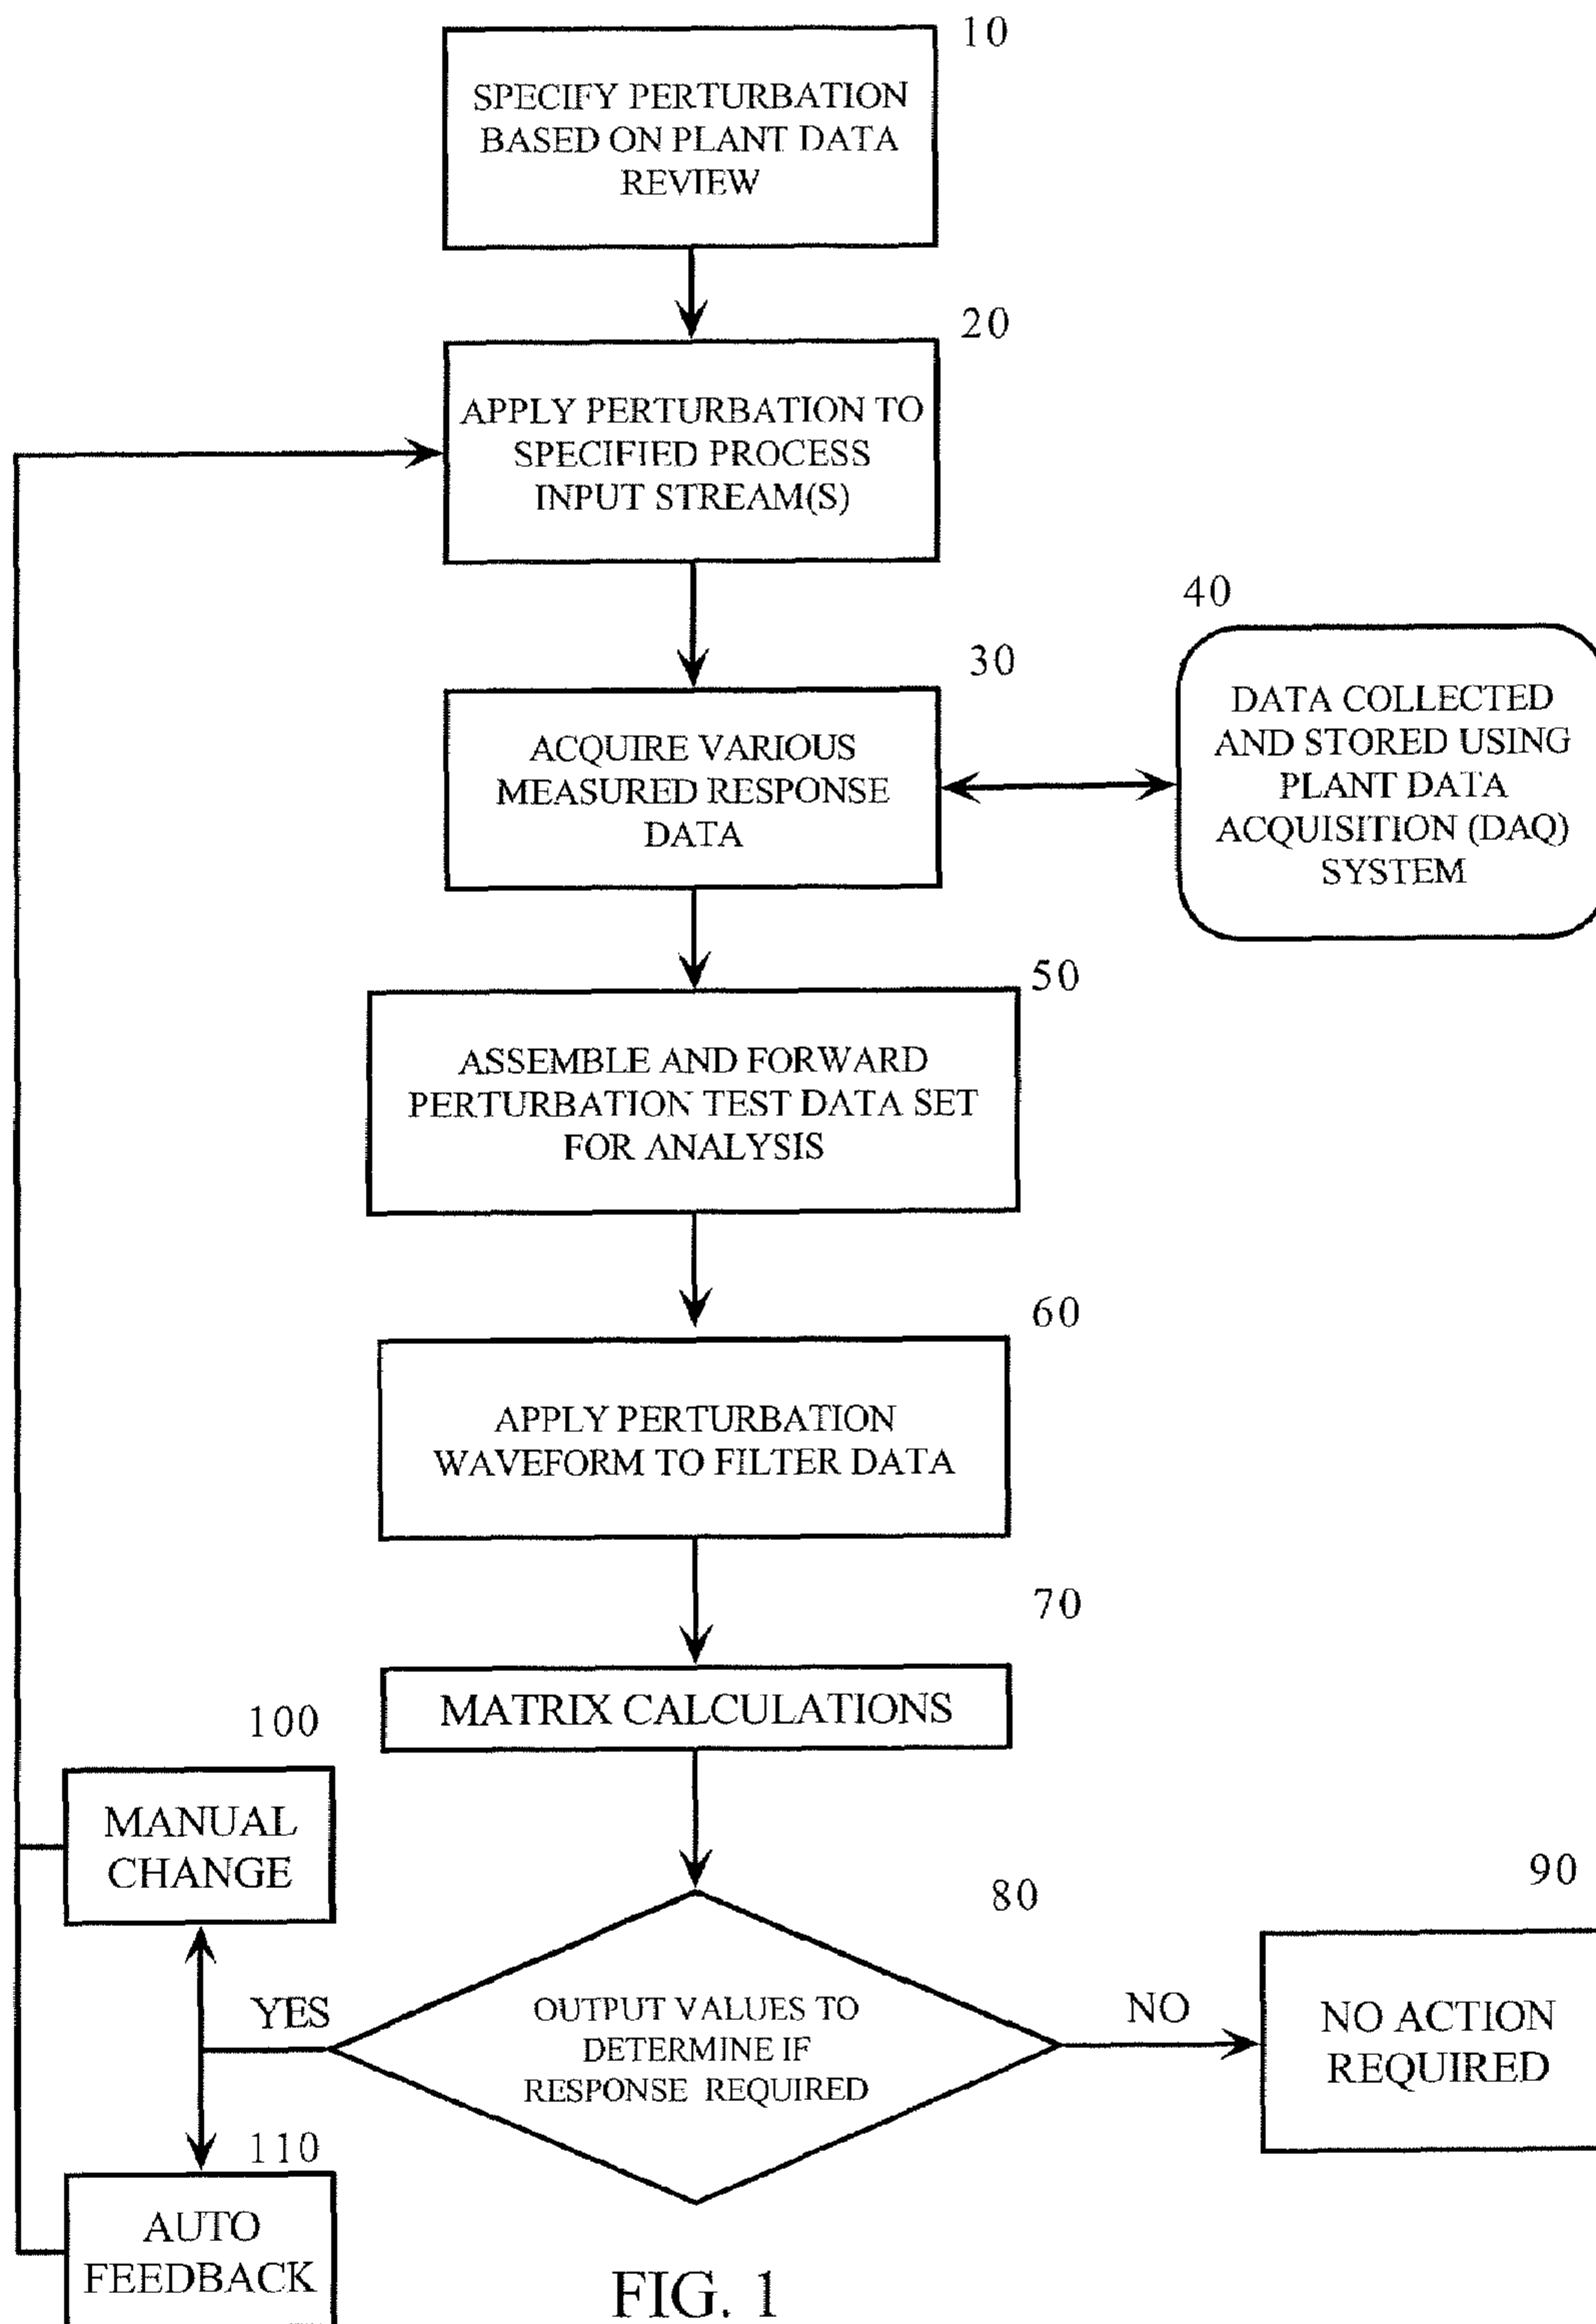 10
SPECIFY PERTURBATION
BASED ON PLANT DATA
REVIEW
20
APPLY PERTURBATION TO
SPECIFIED PROCESS
INPUT STREAM(S)
30
ACQUIRE VARIOUS
MEASURED RESPONSE
DATA
40
DATA COLLECTED
AND STORED USING
PLANT DATA
ACQUISITION (DAQ)
SYSTEM
50
ASSEMBLE AND FORWARD
PERTURBATION TEST DATA SET
FOR ANALYSIS
60
APPLY PERTURBATION
WAVEFORM TO FILTER DATA
70
MATRIX CALCULATIONS
80
OUTPUT VALUES TO
DETERMINE IF
RESPONSE REQUIRED
NO
90
NO ACTION
REQUIRED
YES
100
MANUAL
CHANGE
110
AUTO
FEEDBACK
FIG. 1